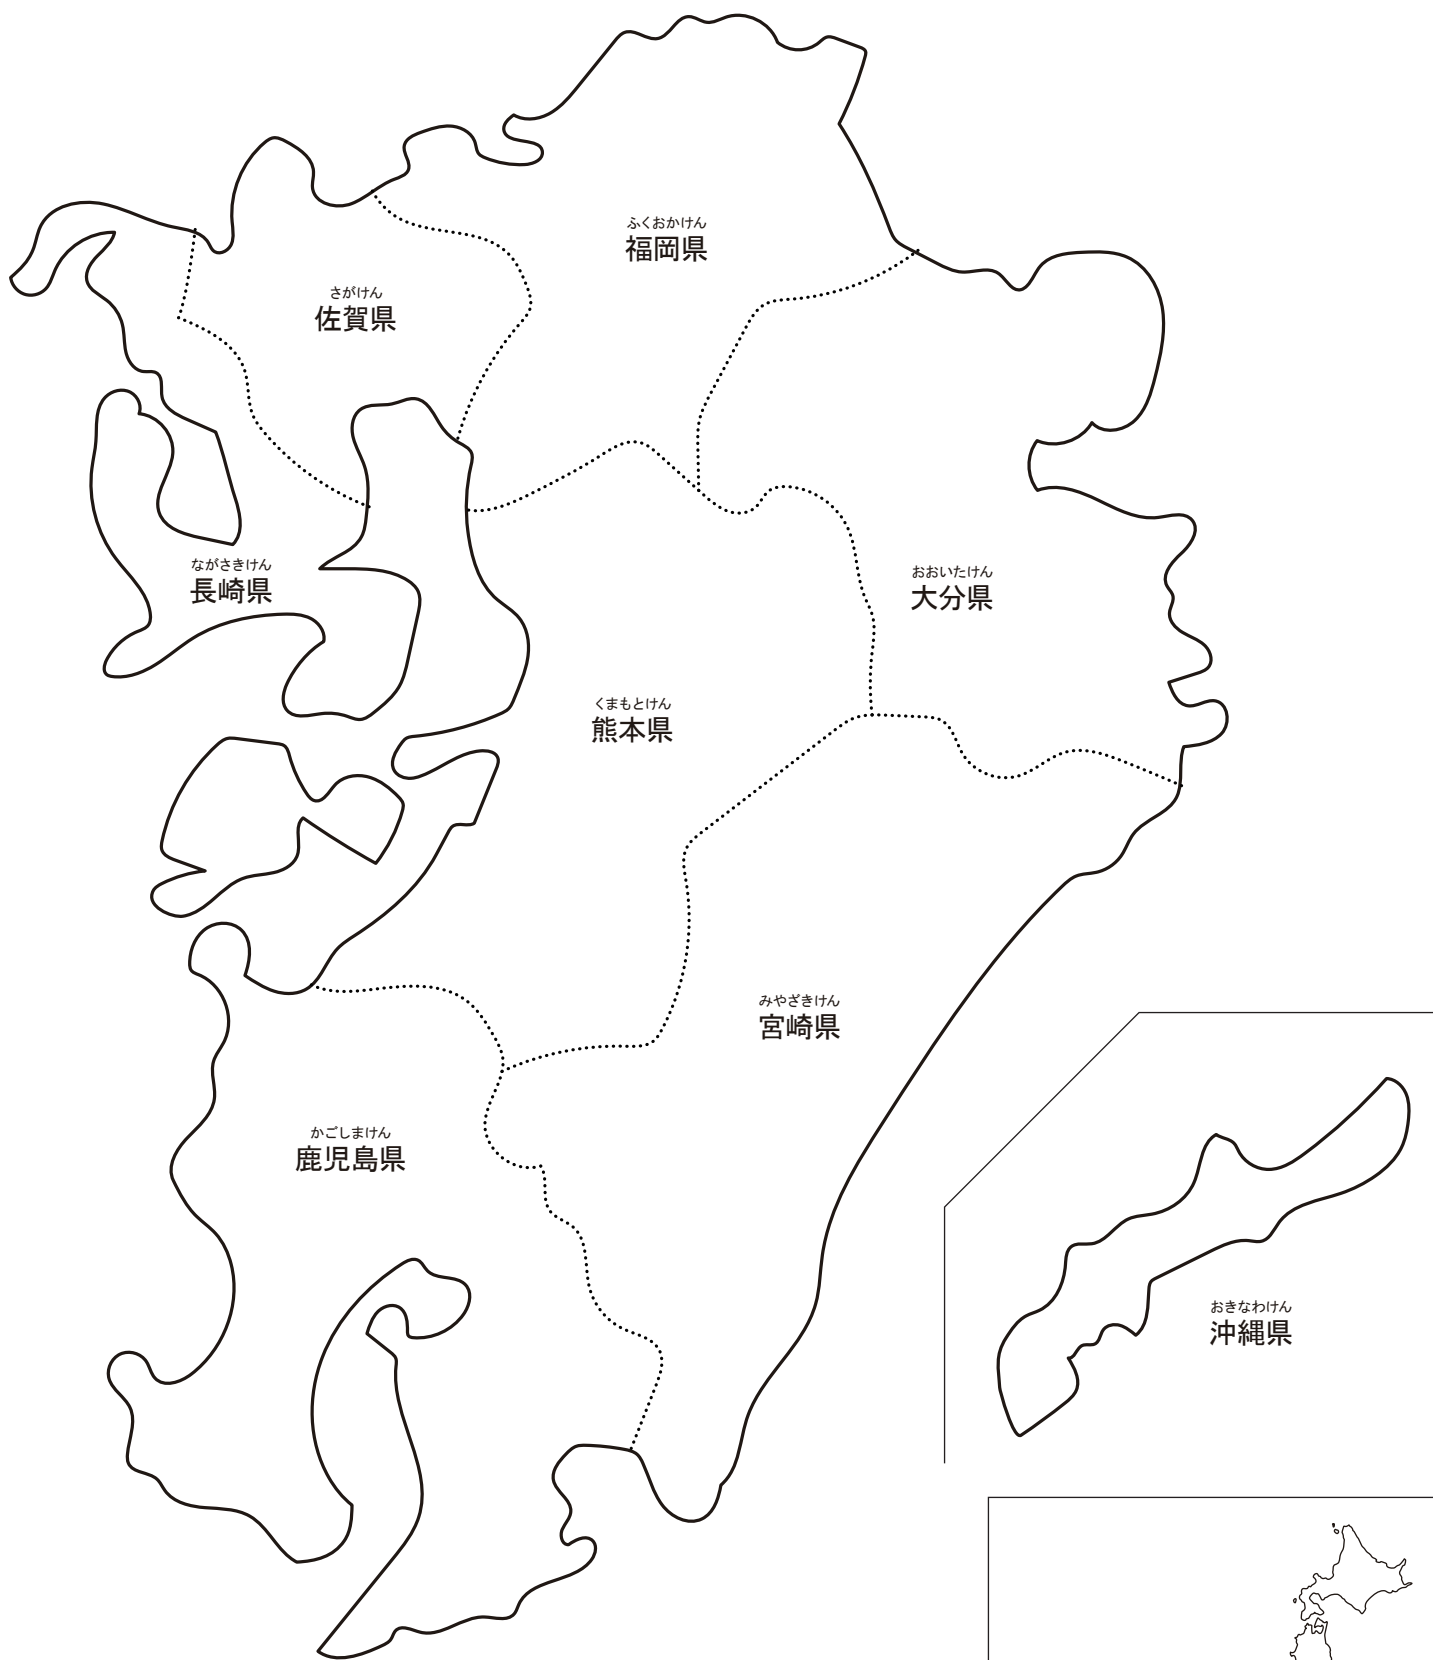 ふくおかけん
福岡県
さがけん
佐賀県
ながさきけん
長崎県
おおいたけん
大分県
くまもとけん
熊本県
みやざきけん
宮崎県
かごしまけん
鹿児島県
おきなわけん
沖縄県